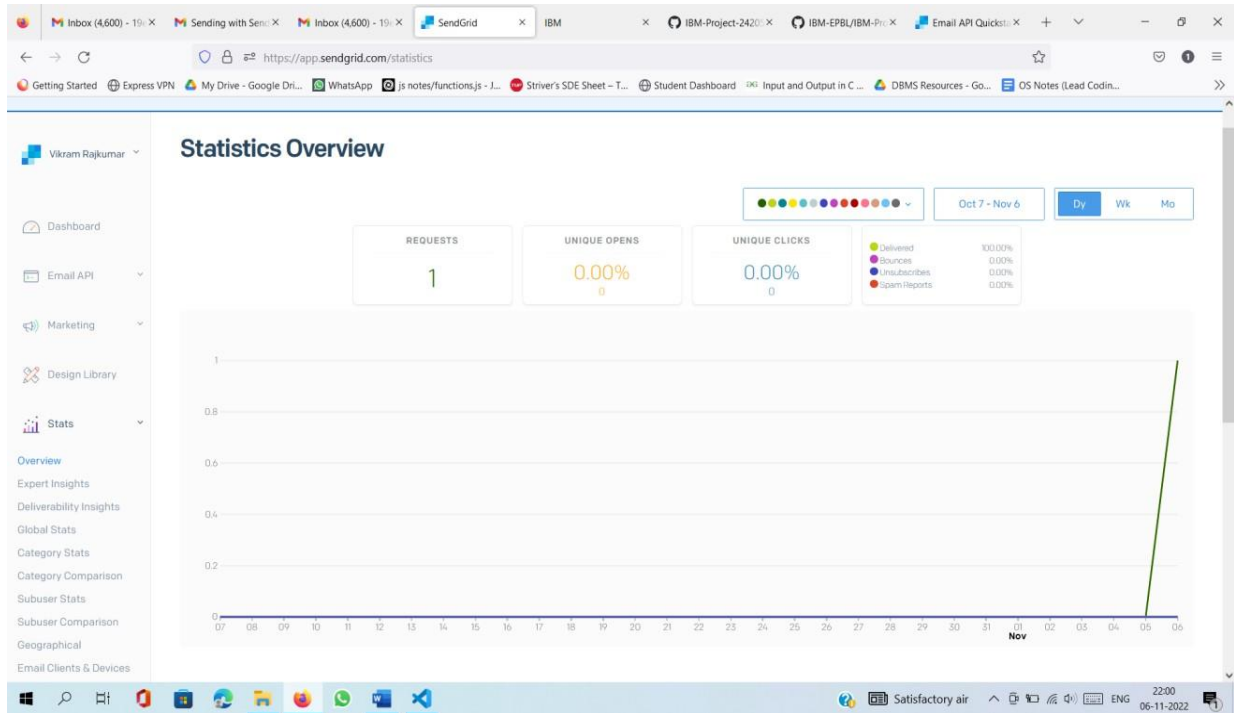 Inbox (4,600) - 19e
Sending with Send
Inbox (4,600) - 19e
SendGrid
IBM
IBM-Project-24205
IBM-EPBL/IBM-Pro
Email API Quicksta
https://app.sendgrid.com/statistics
Getting Started
Express VPN
My Drive - Google Dri...
WhatsApp
js notes/functions.js - J...
Striver's SDE Sheet – T...
Student Dashboard
Input and Output in C ...
DBMS Resources - Go...
OS Notes (Lead Codin...
Vikram Rajkumar
Statistics Overview
Oct 7 - Nov 6
Dy
Wk
Mo
Dashboard
Email API
Marketing
Design Library
Stats
Overview
Expert Insights
Deliverability Insights
Global Stats
Category Stats
Category Comparison
Subuser Stats
Subuser Comparison
Geographical
Email Clients & Devices
REQUESTS
1
UNIQUE OPENS
0.00%
0
UNIQUE CLICKS
0.00%
0
Delivered 100.00%
Bounces 0.00%
Unsubscribes 0.00%
Spam Reports 0.00%
1
0.8
0.6
0.4
0.2
0
07 08 09 10 11 12 13 14 15 16 17 18 19 20 21 22 23 24 25 26 27 28 29 30 31 01 02 03 04 05 06
Nov
Satisfactory air
ENG
22:00
06-11-2022